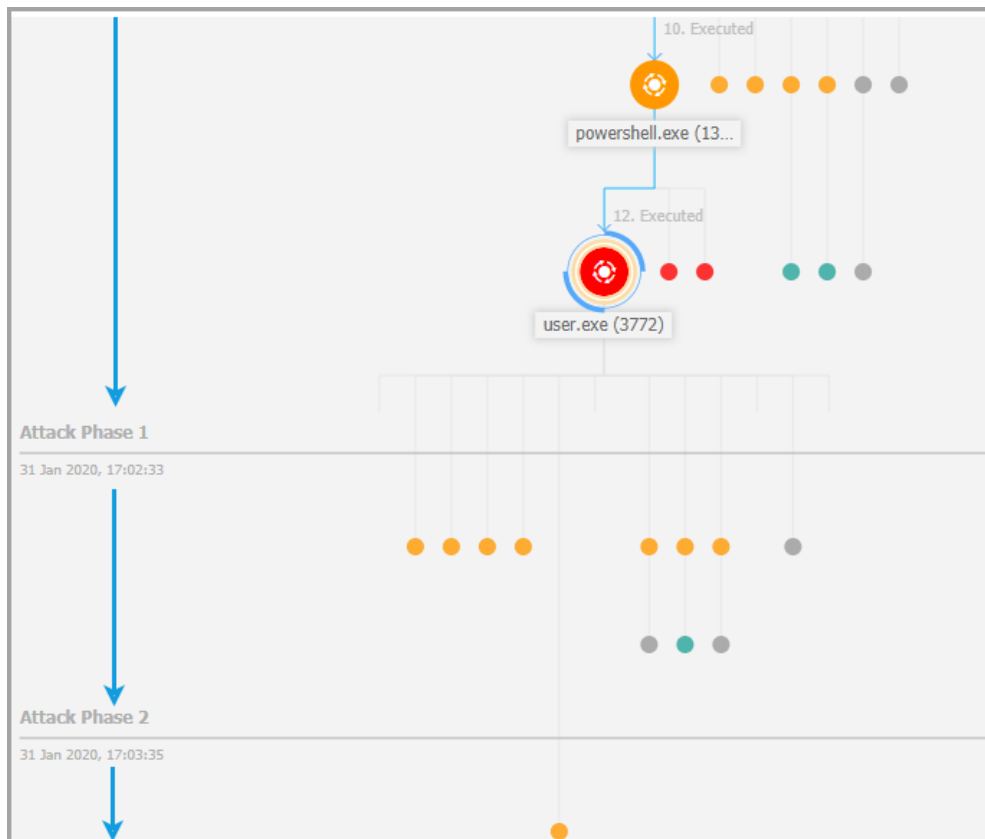 10. Executed
powershell.exe (13...
12. Executed
user.exe (3772)
Attack Phase 1
31 Jan 2020, 17:02:33
Attack Phase 2
31 Jan 2020, 17:03:35